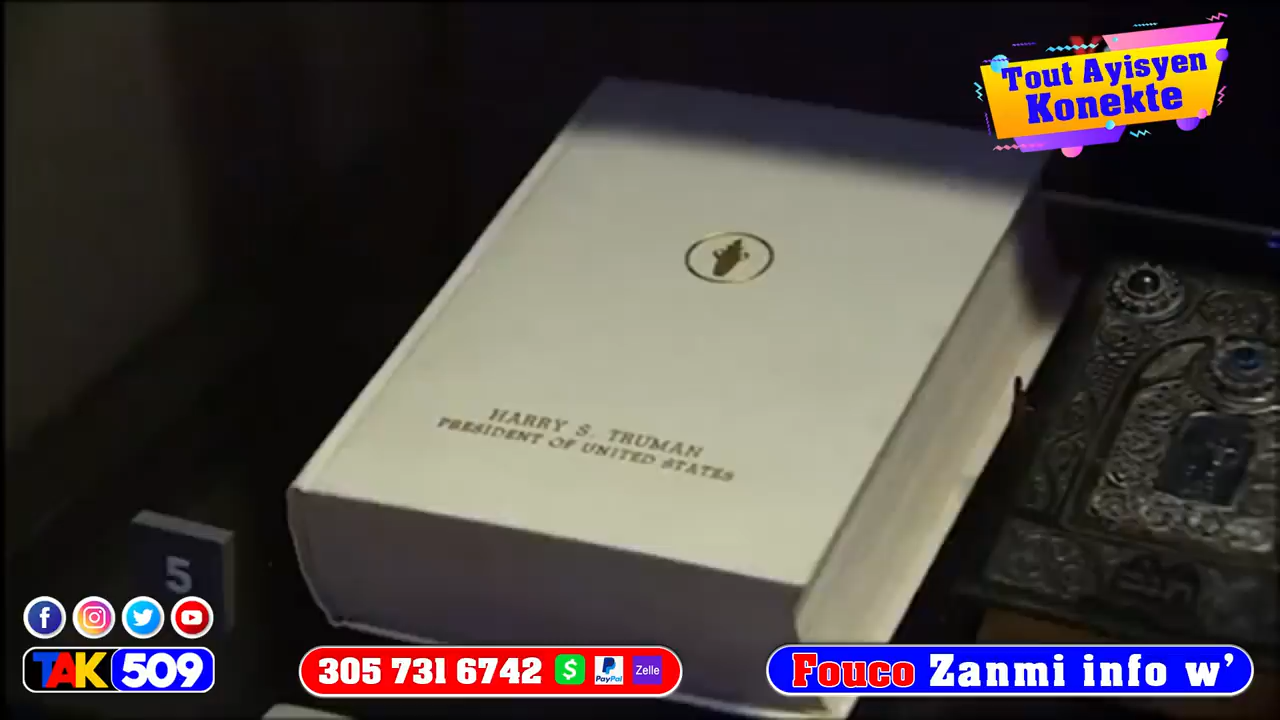 Tout Ayisyen
Konekte
HARRY S. TRUMAN
PRESIDENT OF UNITED STATES
5
TAK 509
305 731 6742
$
PayPal
Zelle
Fouco Zanmi info w'